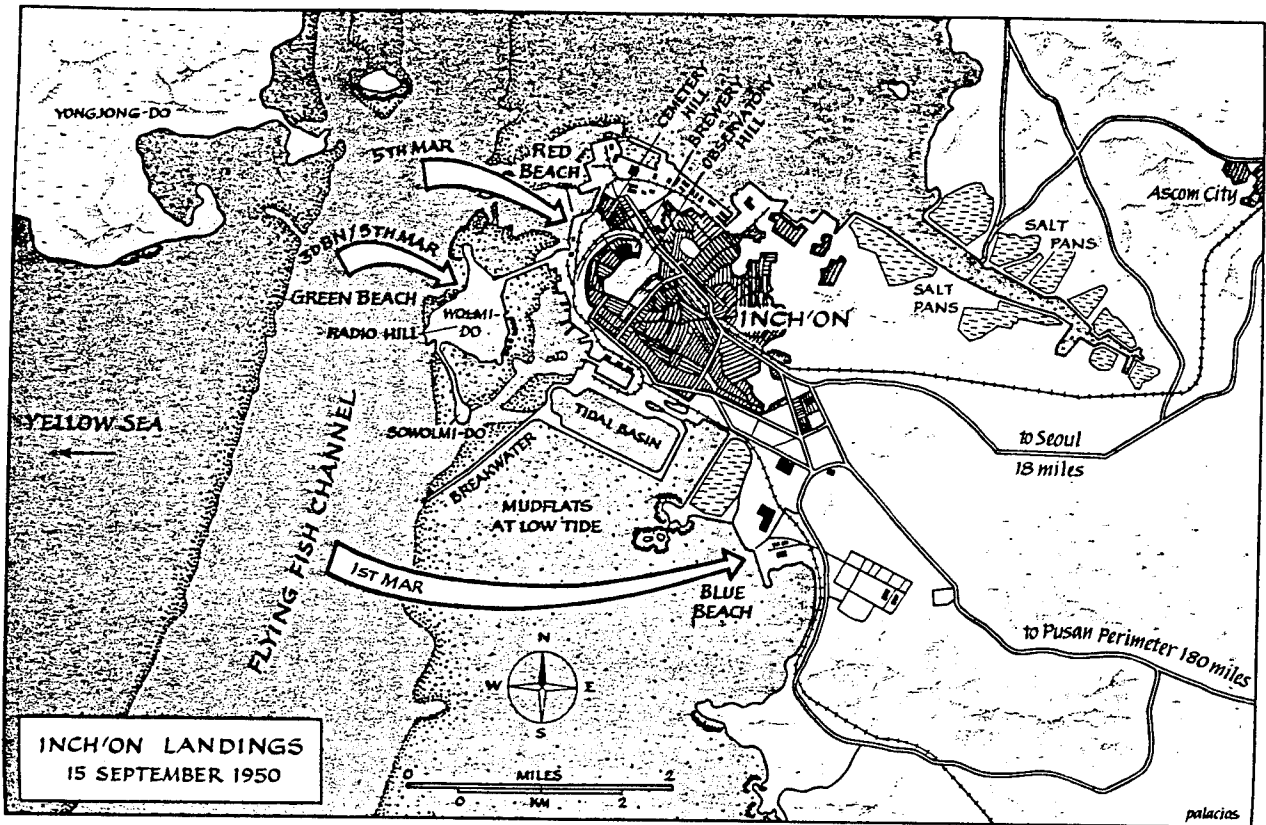 YONGJONG-DO
CEMETERY
HILL
BREWERY
OBSERVATORY
HILL
5TH MAR
RED
BEACH
Ascom City
SALT
PANS
SALT
PANS
3DBN/5TH MAR
GREEN BEACH
WOLMI-
DO
RADIO HILL
INCH'ON
YELLOW SEA
SOWOLMI-DO
TIDAL BASIN
BREAKWATER
to Seoul
18 miles
FLYING FISH CHANNEL
MUDFLATS
AT LOW TIDE
1ST MAR
BLUE
BEACH
to Pusan Perimeter 180 miles
N
W E
S
INCH'ON LANDINGS
15 SEPTEMBER 1950
0 MILES 2
0 KM 2
palacios